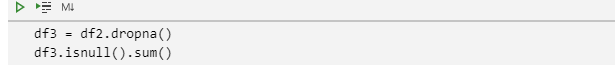 M↓
df3 = df2.dropna()
df3.isnull().sum()